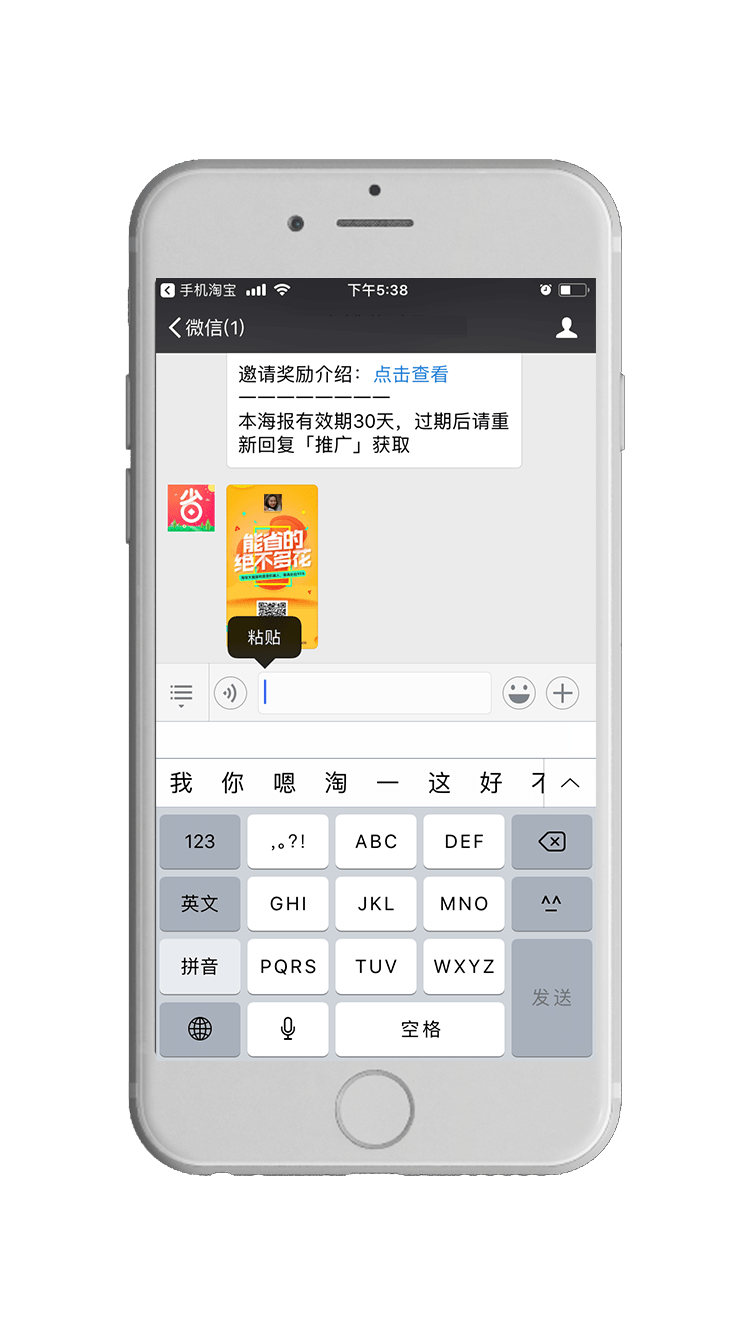 手机淘宝
下午5:38
微信(1)
邀请奖励介绍：点击查看
————————
本海报有效期30天，过期后请重
新回复「推广」获取
省
能省的
绝不多花
粘贴
我 你 嗯 淘 一 这 好
123 ,。?! ABC DEF
英文 GHI JKL MNO ^^
拼音 PQRS TUV WXYZ
发送
空格